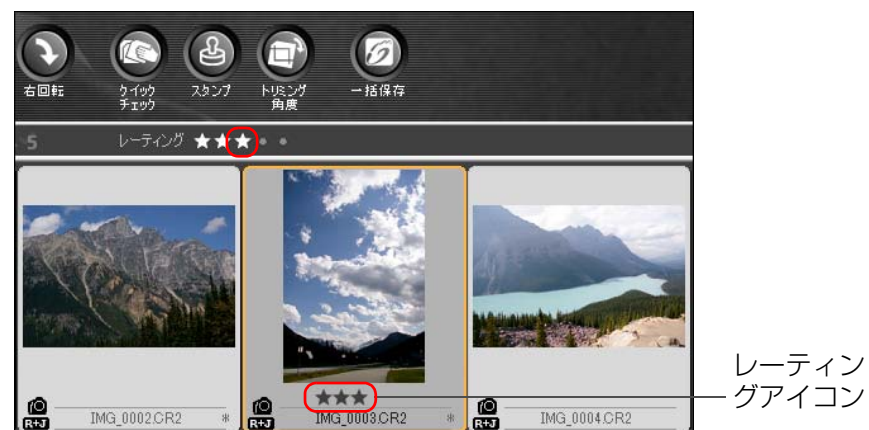 右回転
クイック
チェック
スタンプ
トリミング
角度
一括保存
5
レーティング ★★★
★★★
R+J
IMG_0002.CR2 *
R+J
IMG_0003.CR2 *
R+J
IMG_0004.CR2
レーティン
グアイコン